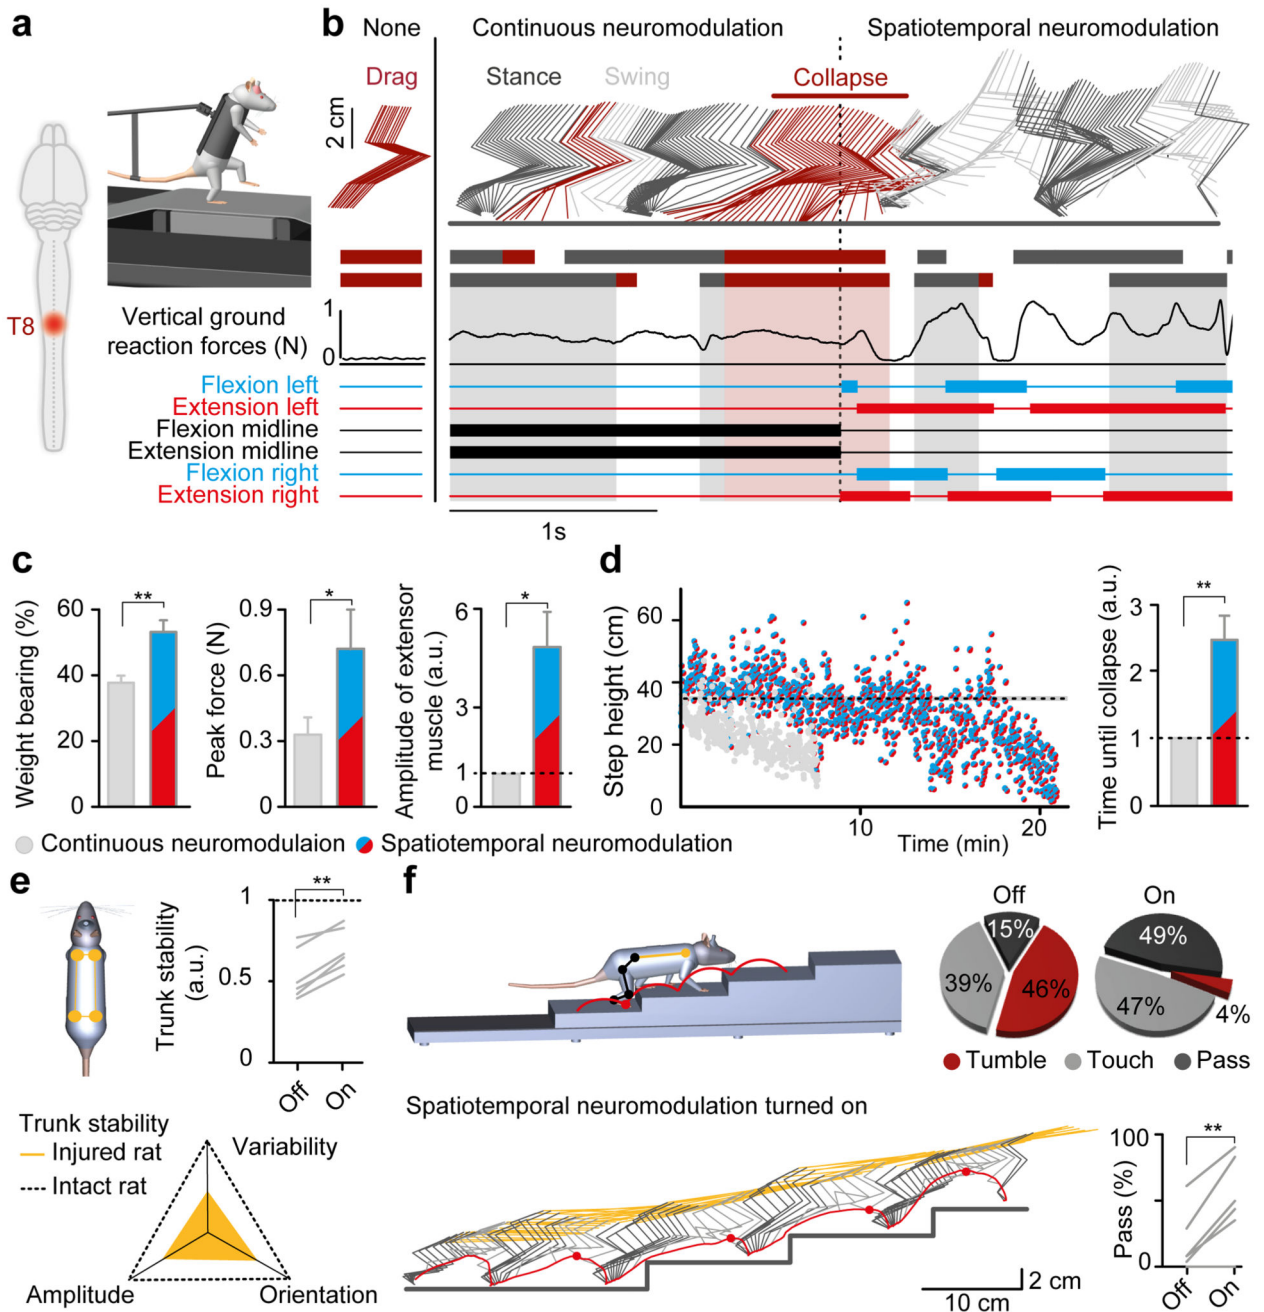 a
T8
b
None
Continuous neuromodulation
Spatiotemporal neuromodulation
Drag
Stance
Swing
Collapse
2 cm
Vertical ground
reaction forces (N)
1
0
Flexion left
Extension left
Flexion midline
Extension midline
Flexion right
Extension right
1s
c
Weight bearing (%)
60
40
20
0
**
Peak force (N)
0.9
0.6
0.3
0
*
Amplitude of extensor
muscle (a.u.)
6
3
1
0
*
d
Step height (cm)
60
40
20
0
10
20
Time (min)
Time until collapse (a.u.)
3
2
1
0
**
Continuous neuromodulaion
Spatiotemporal neuromodulation
e
Trunk stability
(a.u.)
1
0.5
0
**
Off
On
Trunk stability
Injured rat
Intact rat
Variability
Amplitude
Orientation
f
Off
15%
39%
46%
On
49%
47%
4%
Tumble
Touch
Pass
Spatiotemporal neuromodulation turned on
2 cm
10 cm
Pass (%)
100
0
**
Off
On